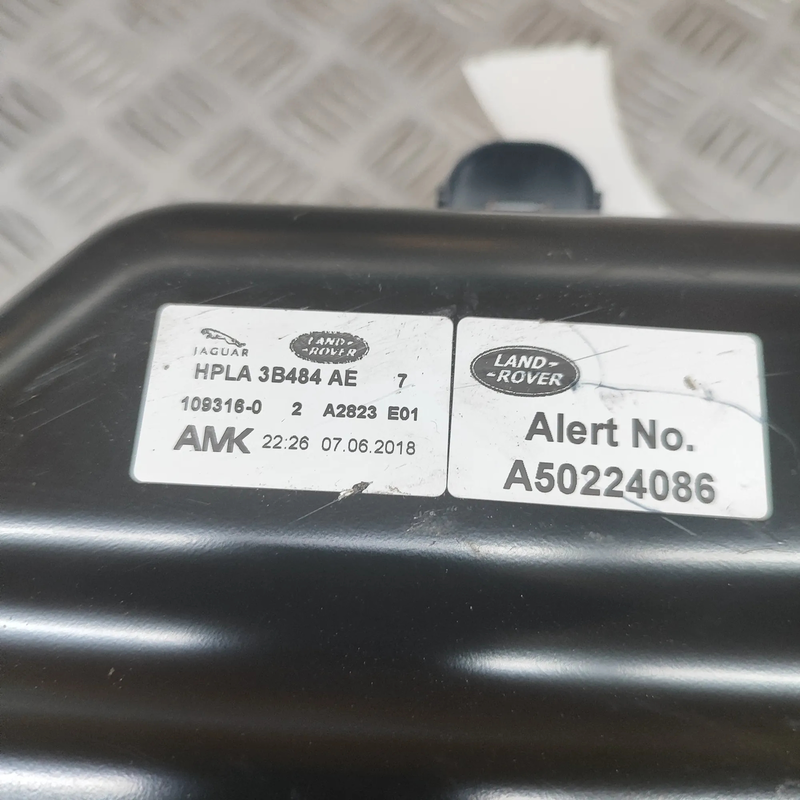 JAGUAR
LAND-
-ROVER
HPLA 3B484 AE 7
109316-0 2 A2823 E01
AMK 22:26 07.06.2018
LAND-
-ROVER
Alert No.
A50224086